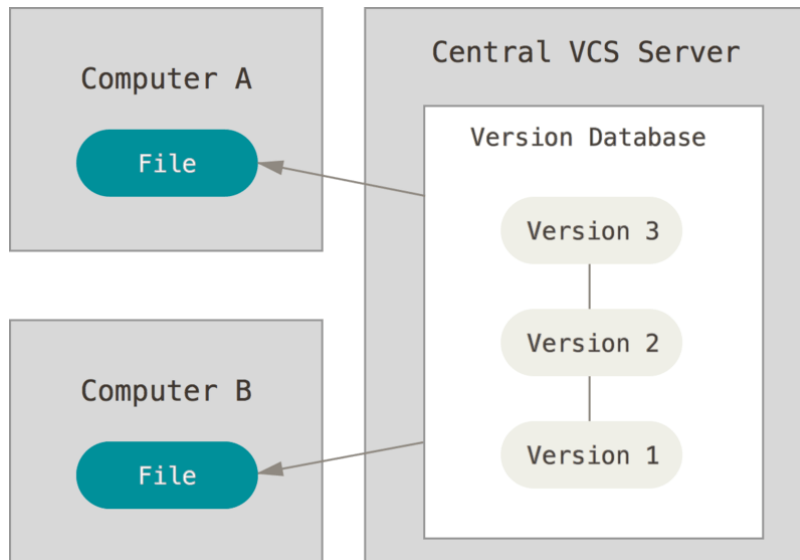 Computer A
File
Computer B
File
Central VCS Server
Version Database
Version 3
Version 2
Version 1